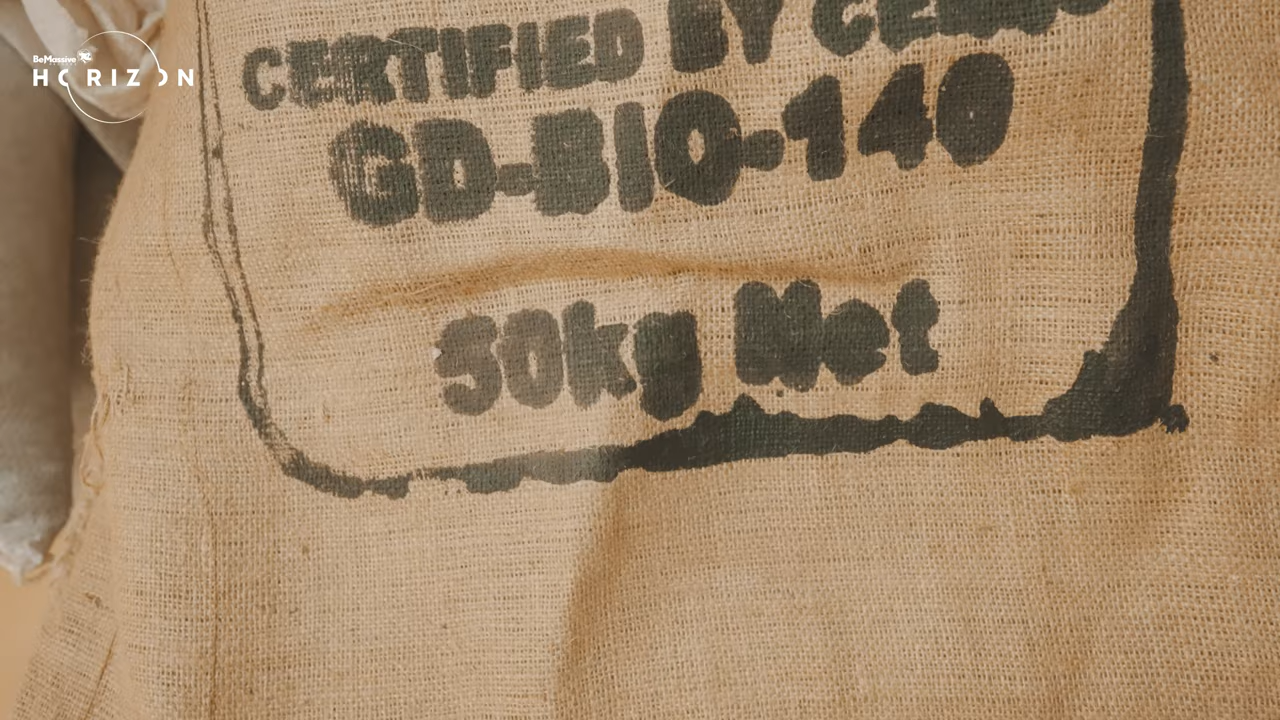 BeMassive
HORIZON
CERTIFIED BY
GD-BIO-140
50kg Net